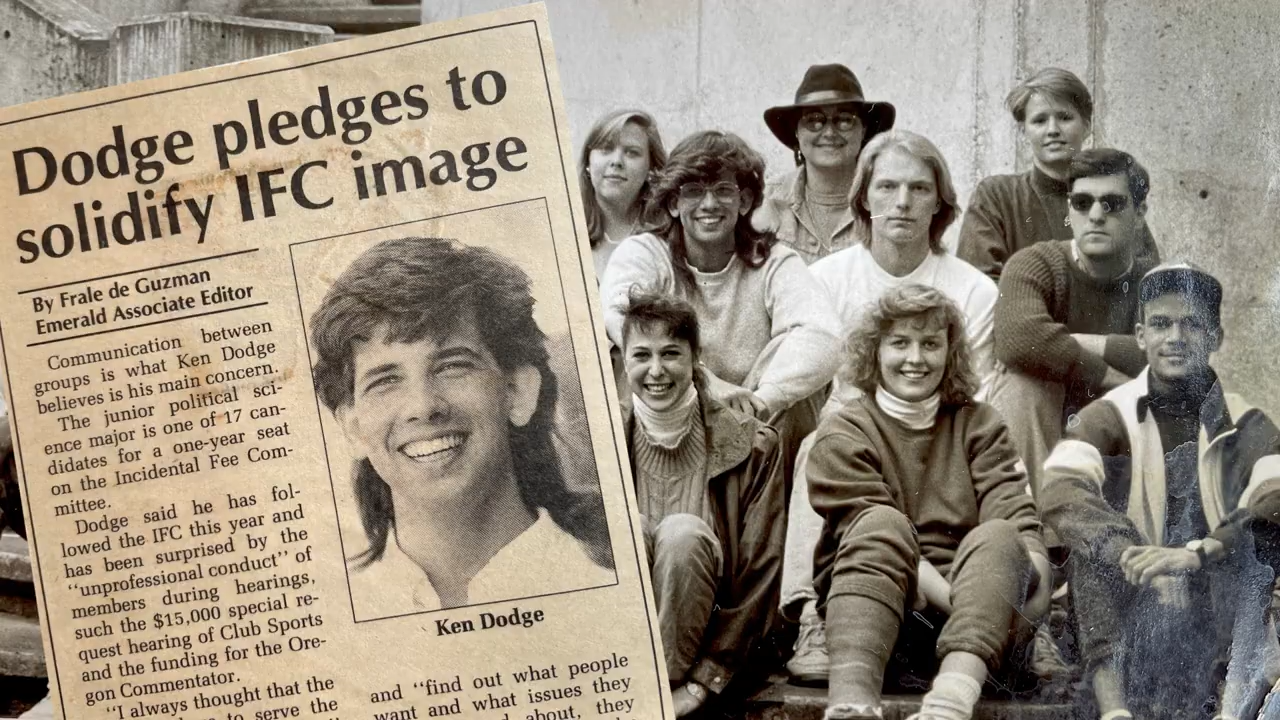 Dodge pledges to
solidify IFC image
By Frale de Guzman
Emerald Associate Editor
Communication between
groups is what Ken Dodge
believes is his main concern.
The junior political sci-
ence major is one of 17 can-
didates for a one-year seat
on the Incidental Fee Com-
mittee.
Dodge said he has fol-
lowed the IFC this year and
has been surprised by the
"unprofessional conduct" of
members during hearings,
such the $15,000 special re-
quest hearing of Club Sports
and the funding for the Ore-
gon Commentator.
"I always thought that the
to serve the
Ken Dodge
and "find out what people
want and what issues they
about, they